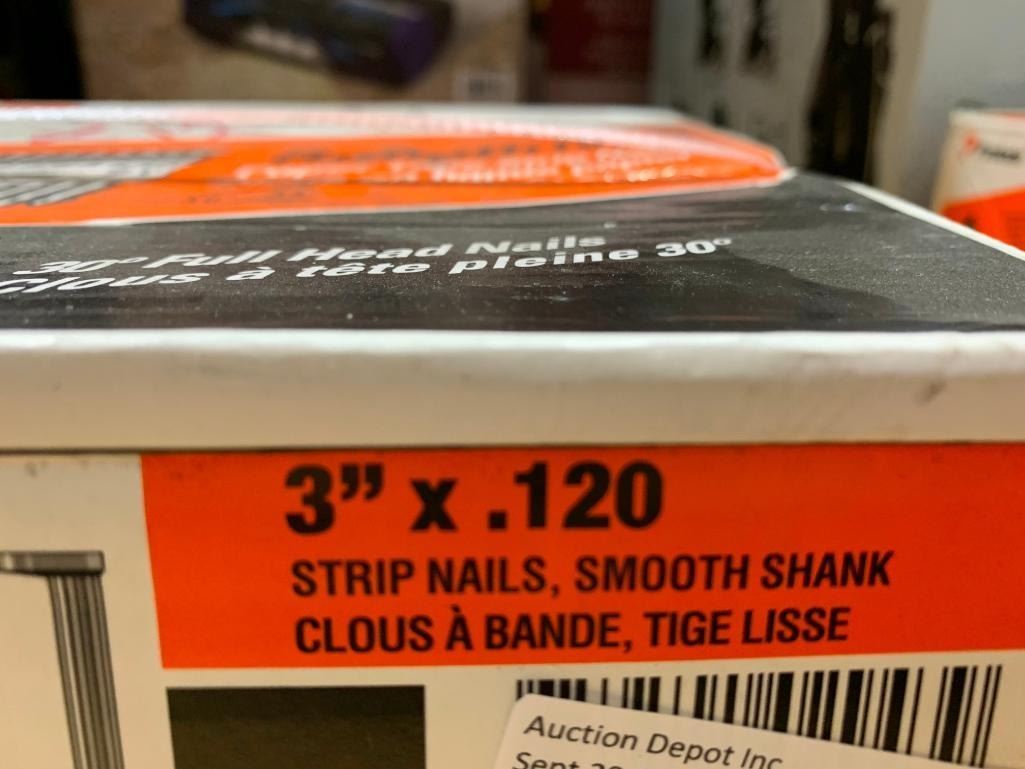 30° Full Head Nails
Clous à tête pleine 30°
3” x .120
STRIP NAILS, SMOOTH SHANK
CLOUS À BANDE, TIGE LISSE
Auction Depot Inc
Sept